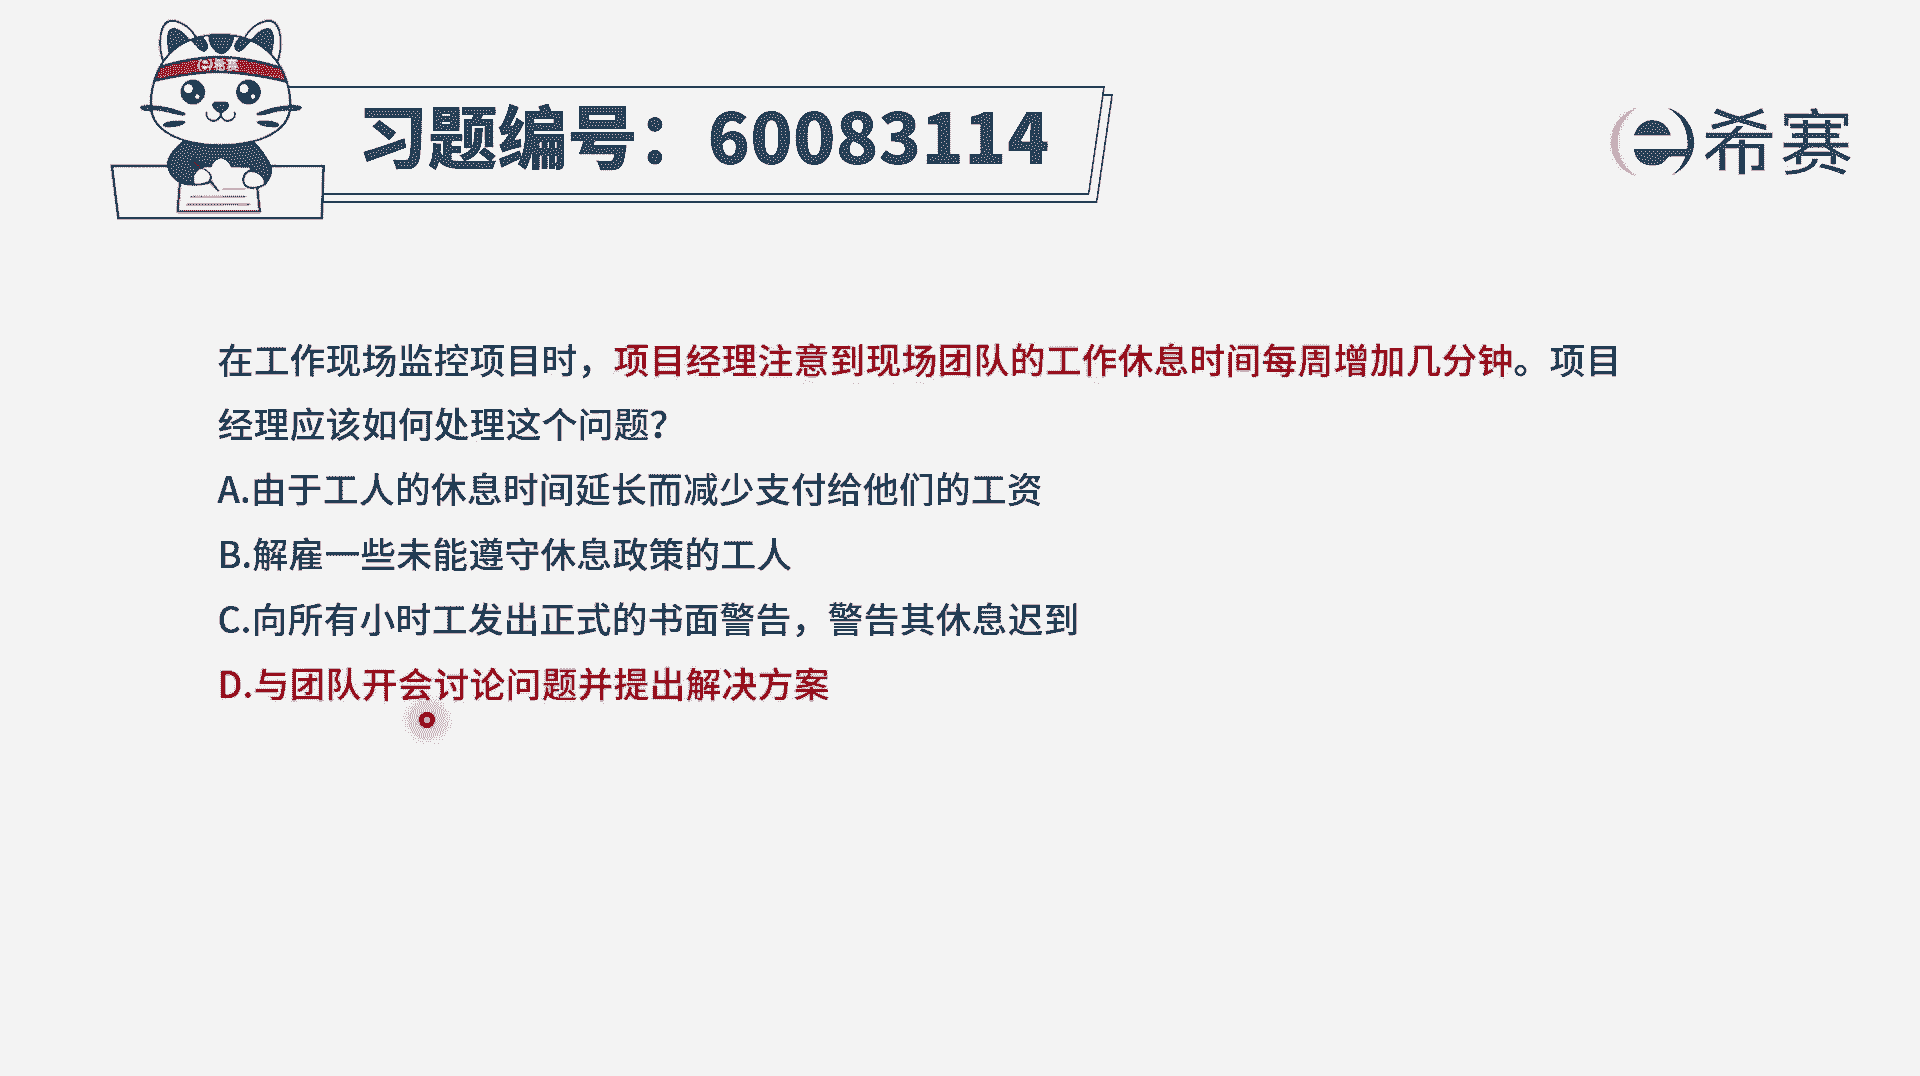 希赛
习题编号：60083114
希赛
在工作现场监控项目时，项目经理注意到现场团队的工作休息时间每周增加几分钟。项目
经理应该如何处理这个问题？
A.由于工人的休息时间延长而减少支付给他们的工资
B.解雇一些未能遵守休息政策的工人
C.向所有小时工发出正式的书面警告，警告其休息迟到
D.与团队开会讨论问题并提出解决方案